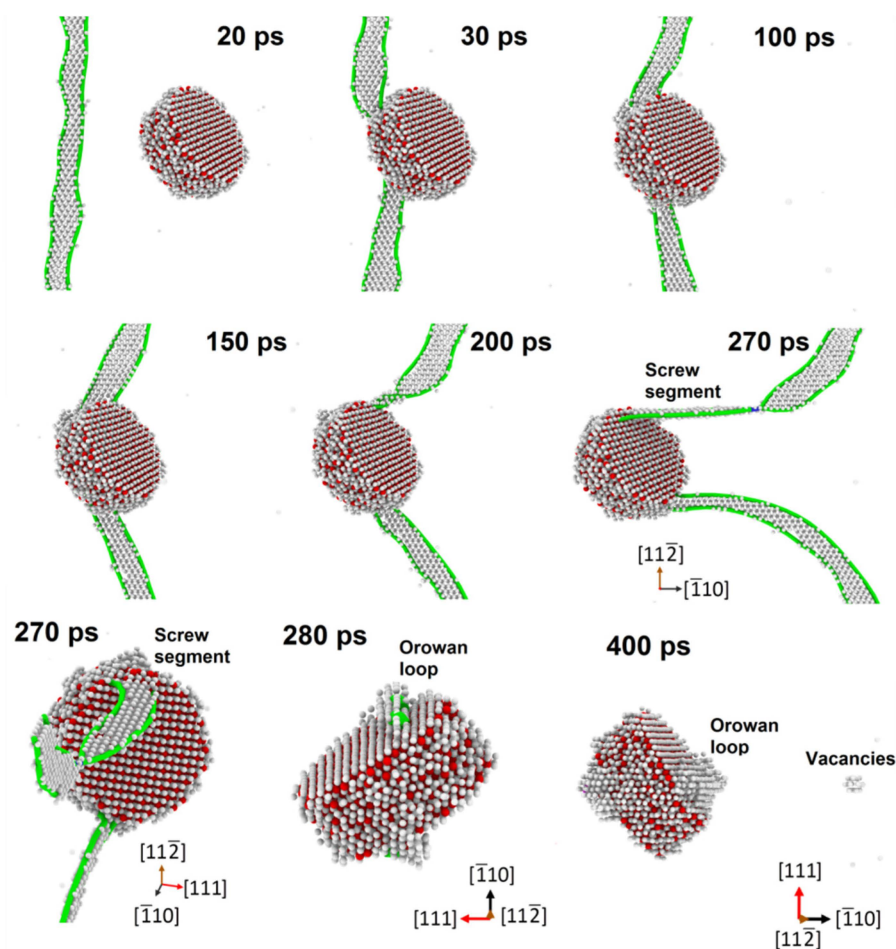 20 ps
30 ps
100 ps
150 ps
200 ps
270 ps
Screw
segment
[112̅]
[1̅10]
270 ps
Screw
segment
[112̅]
[111]
[1̅10]
280 ps
Orowan
loop
[1̅10]
[111]
[112̅]
400 ps
Orowan
loop
Vacancies
[111]
[1̅10]
[112̅]